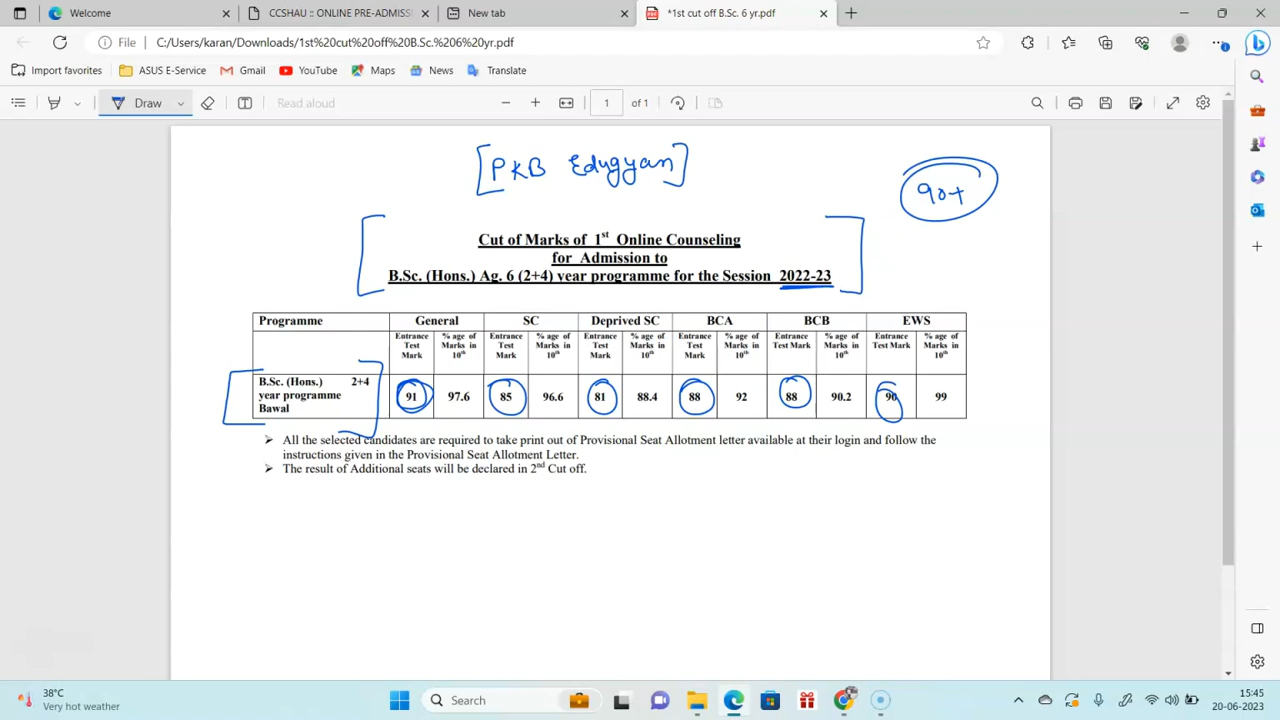 Welcome
CCSHAU :: ONLINE PRE-ADMISS
New tab
*1st cut off B.Sc. 6 yr.pdf
File C:/Users/karan/Downloads/1st%20cut%20off%20B.Sc.%206%20yr.pdf
Import favorites ASUS E-Service Gmail YouTube Maps News Translate
Draw Read aloud 1 of 1
[PKB Edugyan]
90+
Cut of Marks of 1st Online Counseling
for Admission to
B.Sc. (Hons.) Ag. 6 (2+4) year programme for the Session 2022-23
Programme General SC Deprived SC BCA BCB EWS
Entrance Test Mark % age of Marks in 10th Entrance Test Mark % age of Marks in 10th Entrance Test Mark % age of Marks in 10th Entrance Test Mark % age of Marks in 10th Entrance Test Mark % age of Marks in 10th Entrance Test Mark % age of Marks in 10th
B.Sc. (Hons.) 2+4 year programme Bawal 91 97.6 85 96.6 81 88.4 88 92 88 90.2 90 99
➢ All the selected candidates are required to take print out of Provisional Seat Allotment letter available at their login and follow the
instructions given in the Provisional Seat Allotment Letter.
➢ The result of Additional seats will be declared in 2nd Cut off.
38°C
Very hot weather
Search
15:45
20-06-2023